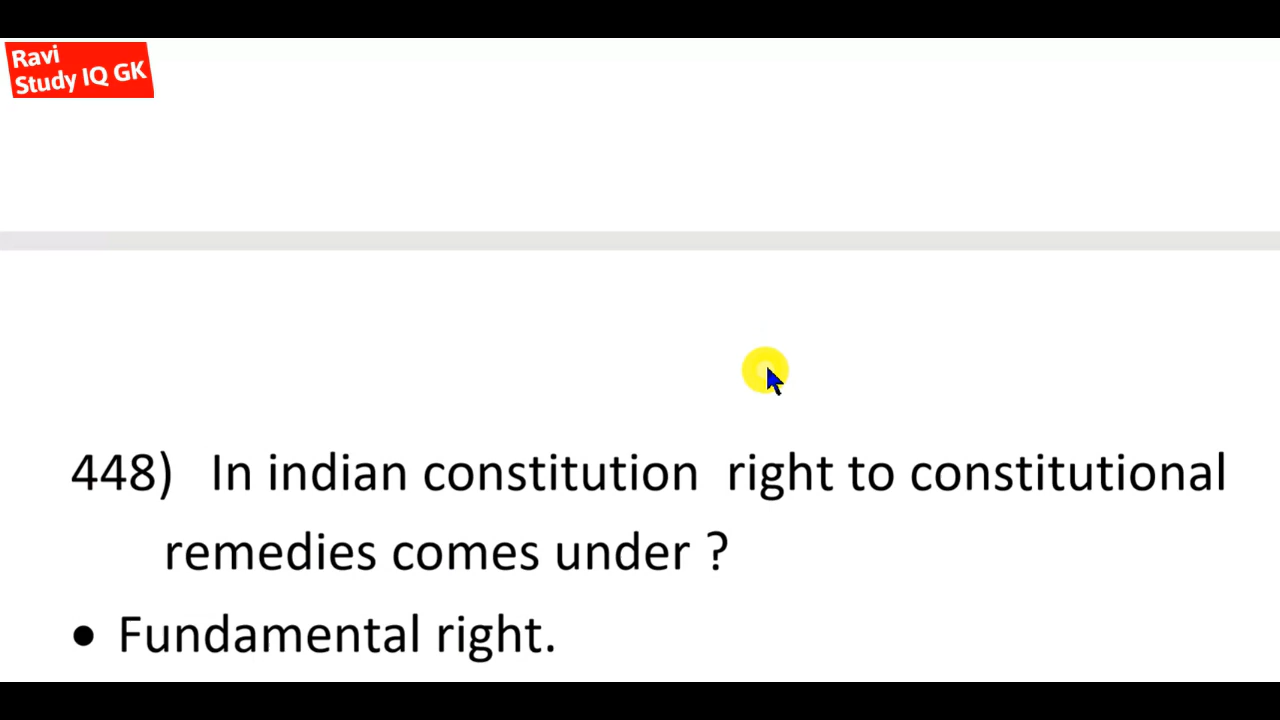 Ravi
Study IQ GK
448) In indian constitution right to constitutional
remedies comes under ?
• Fundamental right.